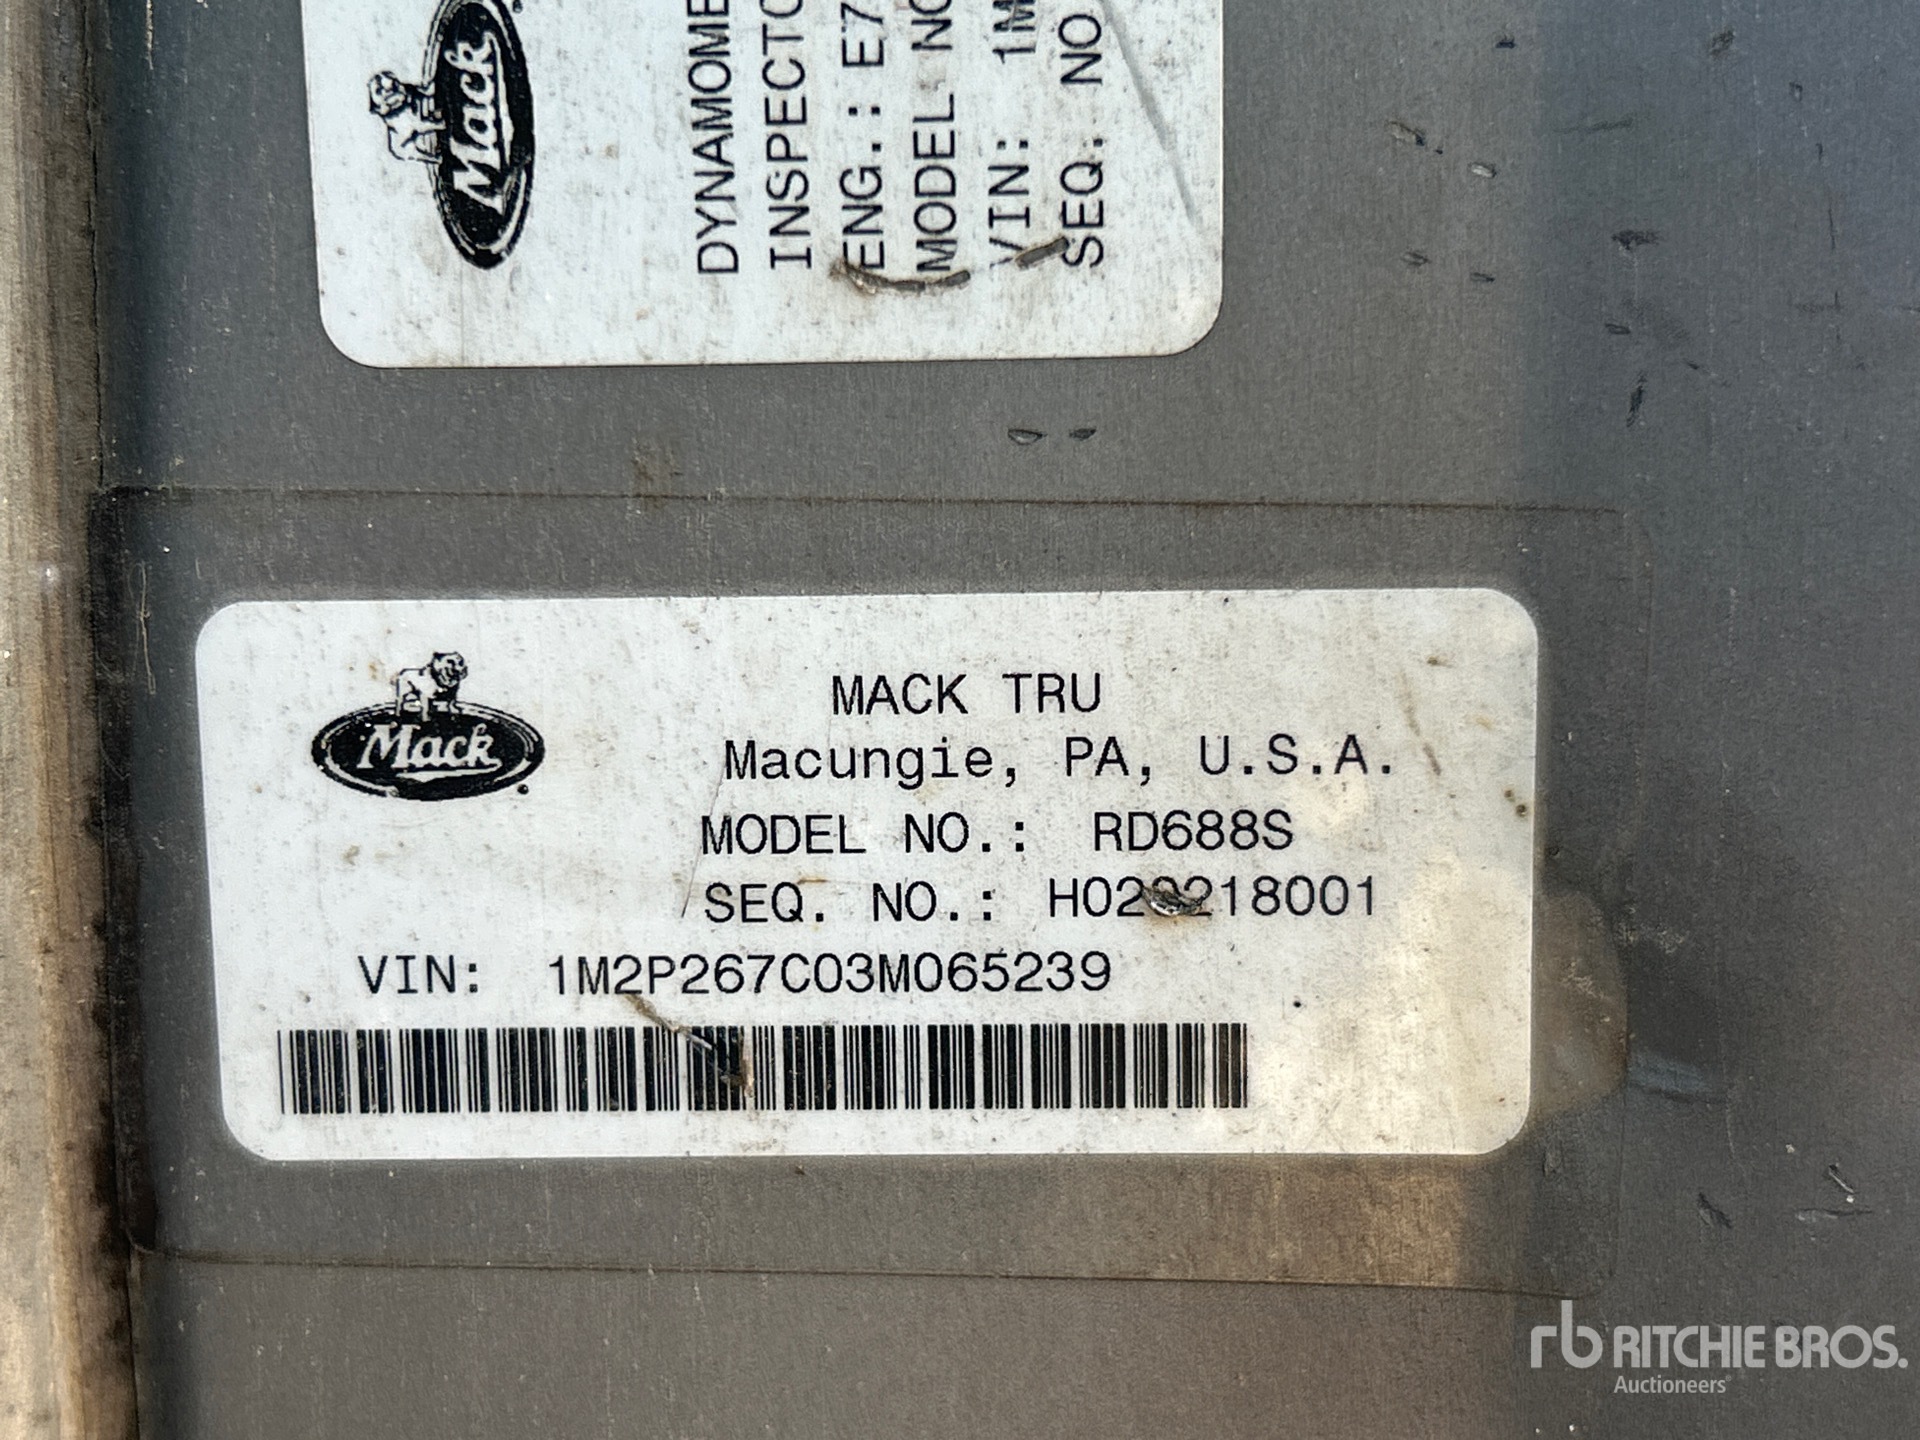 Mack
DYNAMOME
INSPECTO
ENG.: E7
MODEL NO
VIN: 1M
SEQ. NO
Mack
MACK TRU
Macungie, PA, U.S.A.
MODEL NO.: RD688S
SEQ. NO.:
VIN: 1M2P267C03M065239
rb RITCHIE BROS.
Auctioneers